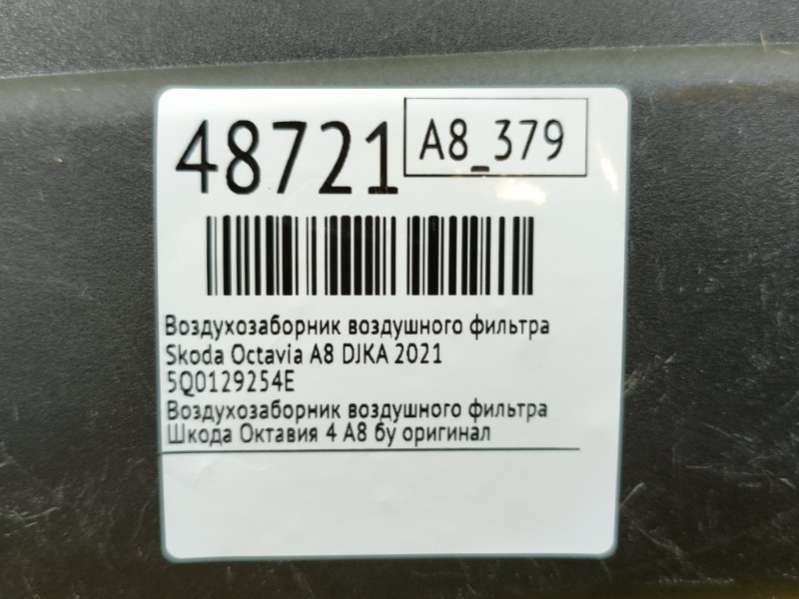 48721
A8_379
Воздухозаборник воздушного фильтра
Skoda Octavia A8 DJKA 2021
5Q0129254E
Воздухозаборник воздушного фильтра
Шкода Октавия 4 А8 бу оригинал